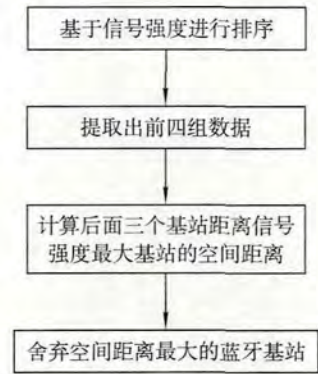 基于信号强度进行排序
提取出前四组数据
计算后面三个基站距离信号
强度最大基站的空间距离
舍弃空间距离最大的蓝牙基站